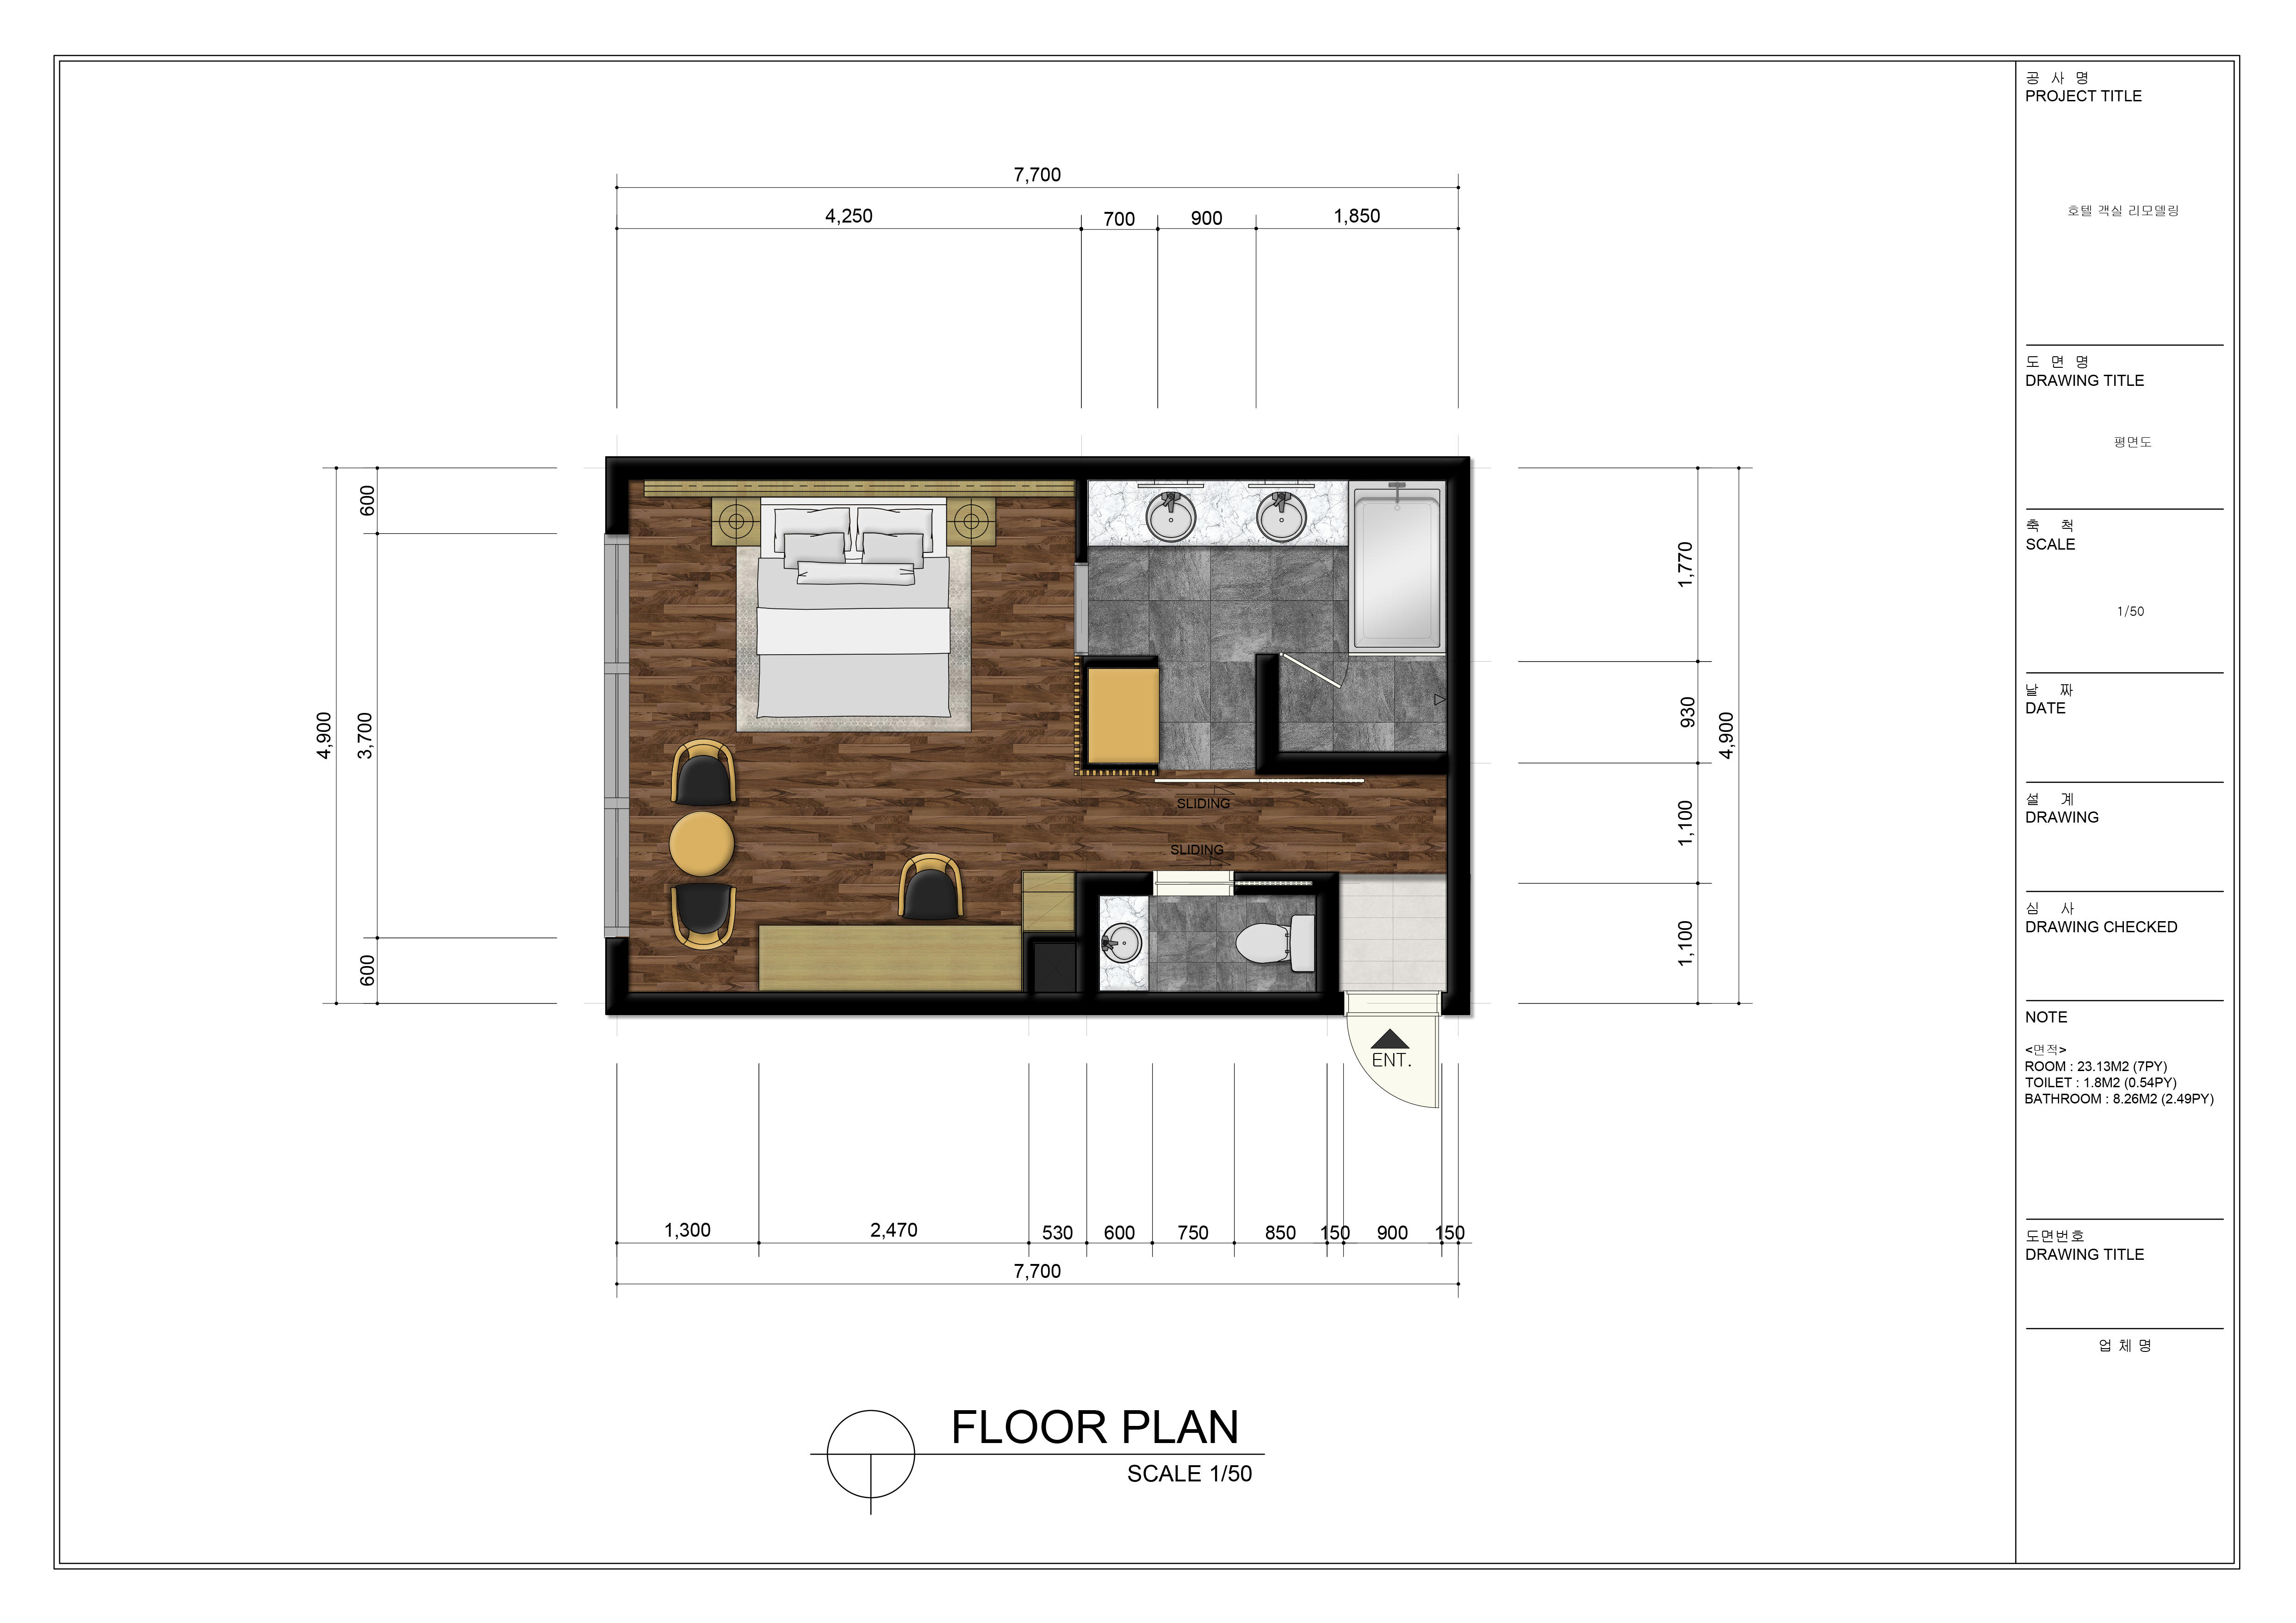 7,700
4,250
700
900
1,850
600
3,700
600
4,900
1,770
930
1,100
1,100
4,900
SLIDING
SLIDING
ENT.
1,300
2,470
530
600
750
850
150
900
150
7,700
FLOOR PLAN
SCALE 1/50
공 사 명
PROJECT TITLE
호텔 객실 리모델링
도 면 명
DRAWING TITLE
평면도
축 척
SCALE
1/50
날 짜
DATE
설 계
DRAWING
심 사
DRAWING CHECKED
NOTE
<면적>
ROOM : 23.13M2 (7PY)
TOILET : 1.8M2 (0.54PY)
BATHROOM : 8.26M2 (2.49PY)
도면번호
DRAWING TITLE
업 체 명